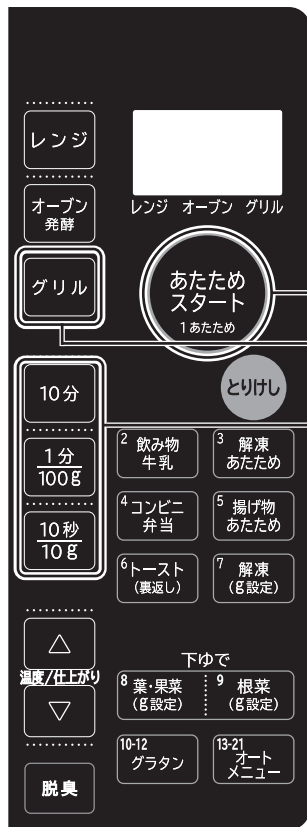 レンジ
オーブン
発酵
グリル
10分
1分
100g
10秒
10g
△
温度/仕上がり
▽
脱臭
レンジ オーブン グリル
あたため
スタート
1あたため
とりけし
2 飲み物
牛乳
3 解凍
あたため
4 コンビニ
弁当
5 揚げ物
あたため
6 トースト
(裏返し)
7 解凍
(g設定)
下ゆで
8 葉・果菜
(g設定)
9 根菜
(g設定)
10-12
グラタン
13-21
オート
メニュー